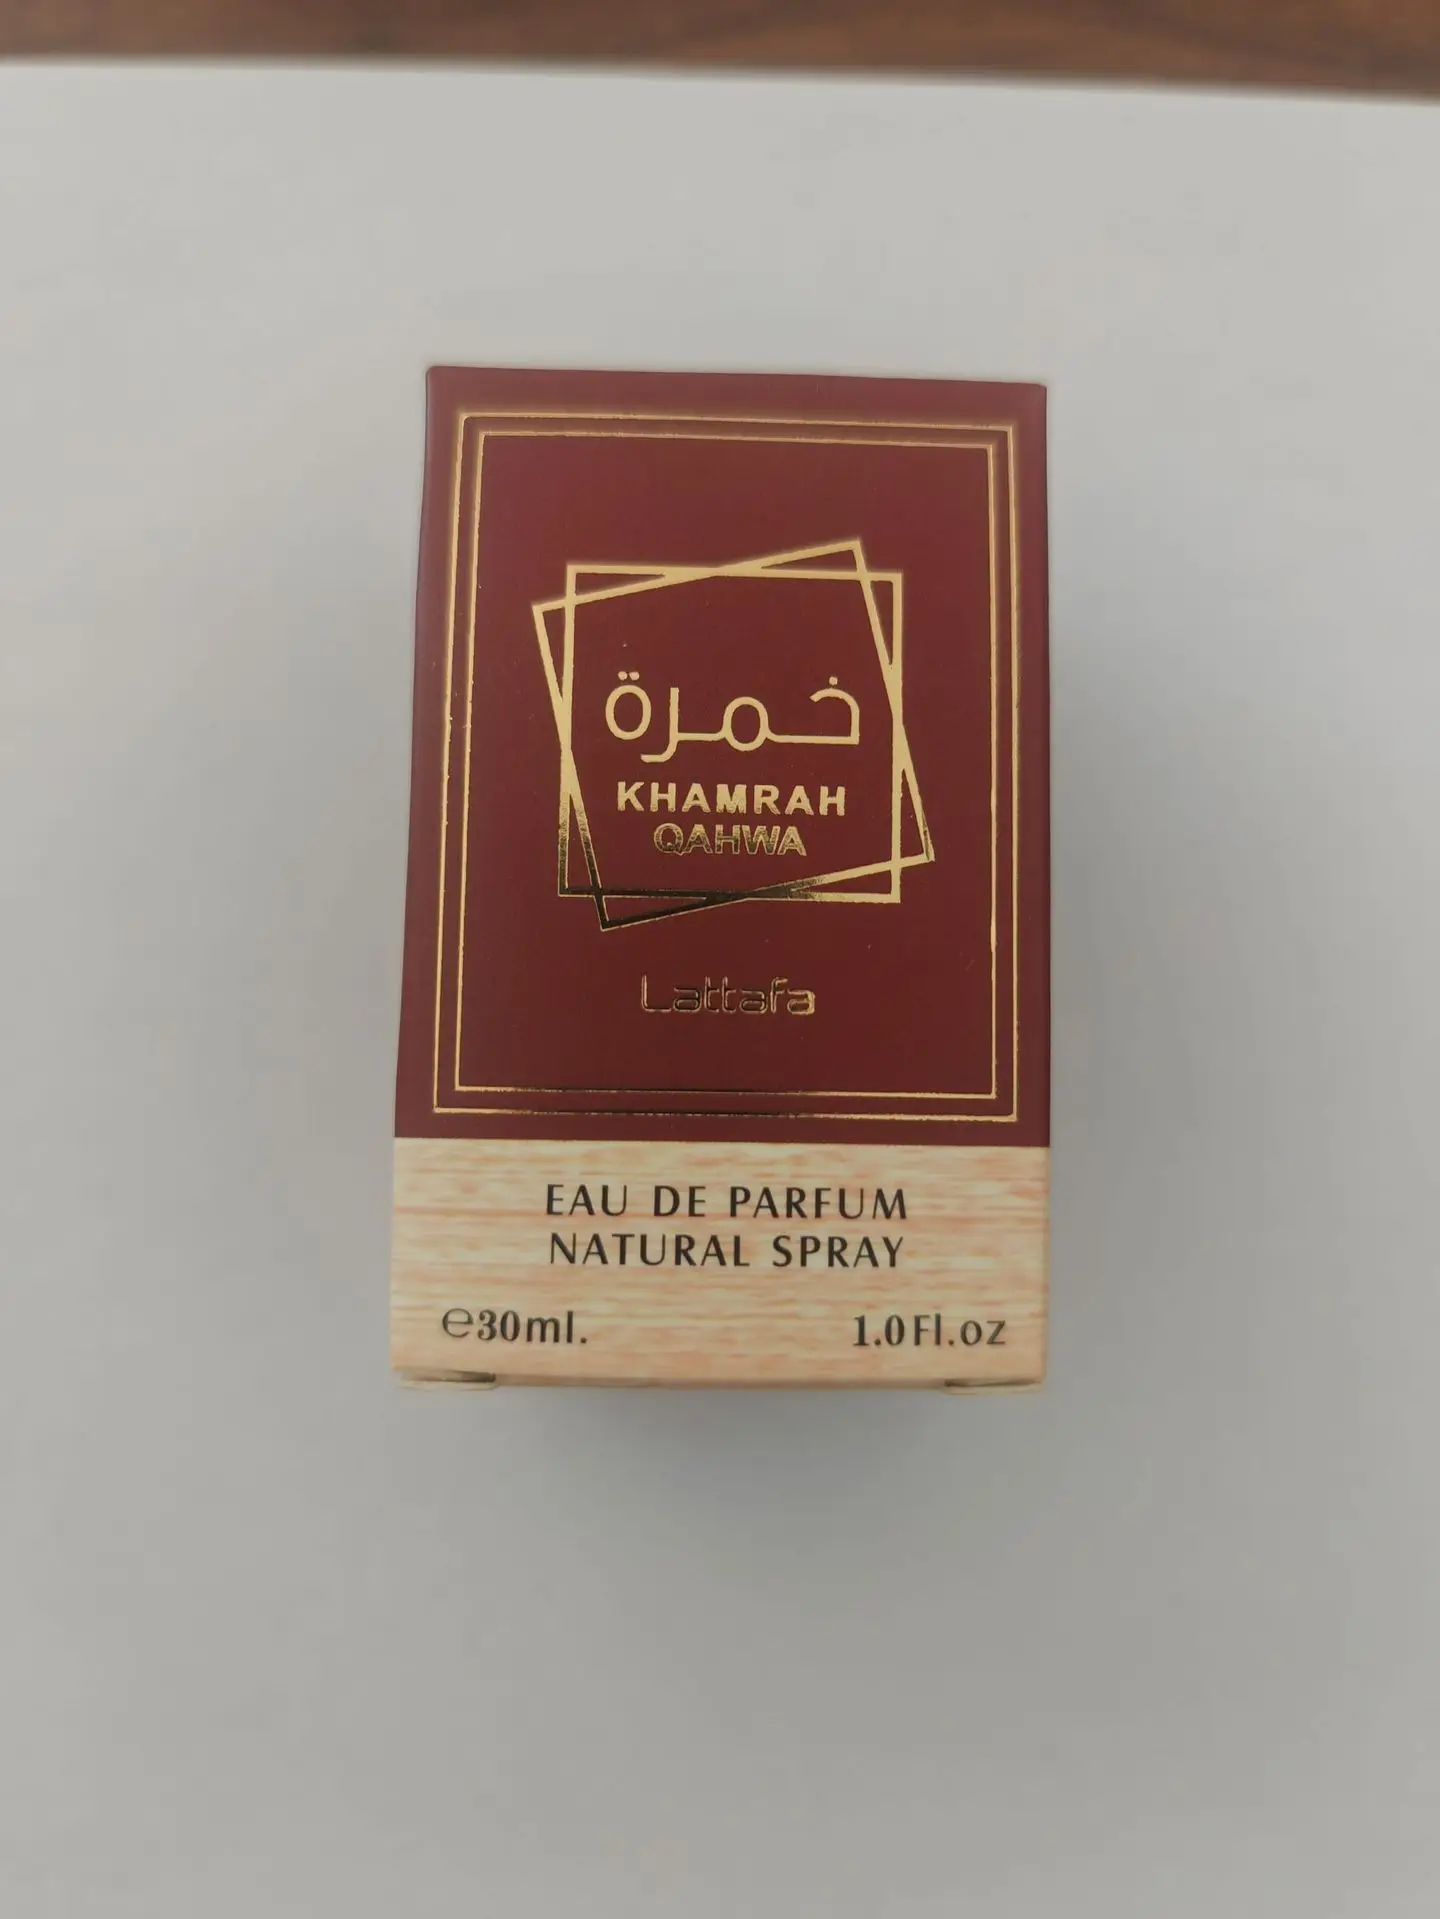 خمرة
KHAMRAH
QAHWA
Lattafa
EAU DE PARFUM
NATURAL SPRAY
℮30ml. 1.0Fl.oz